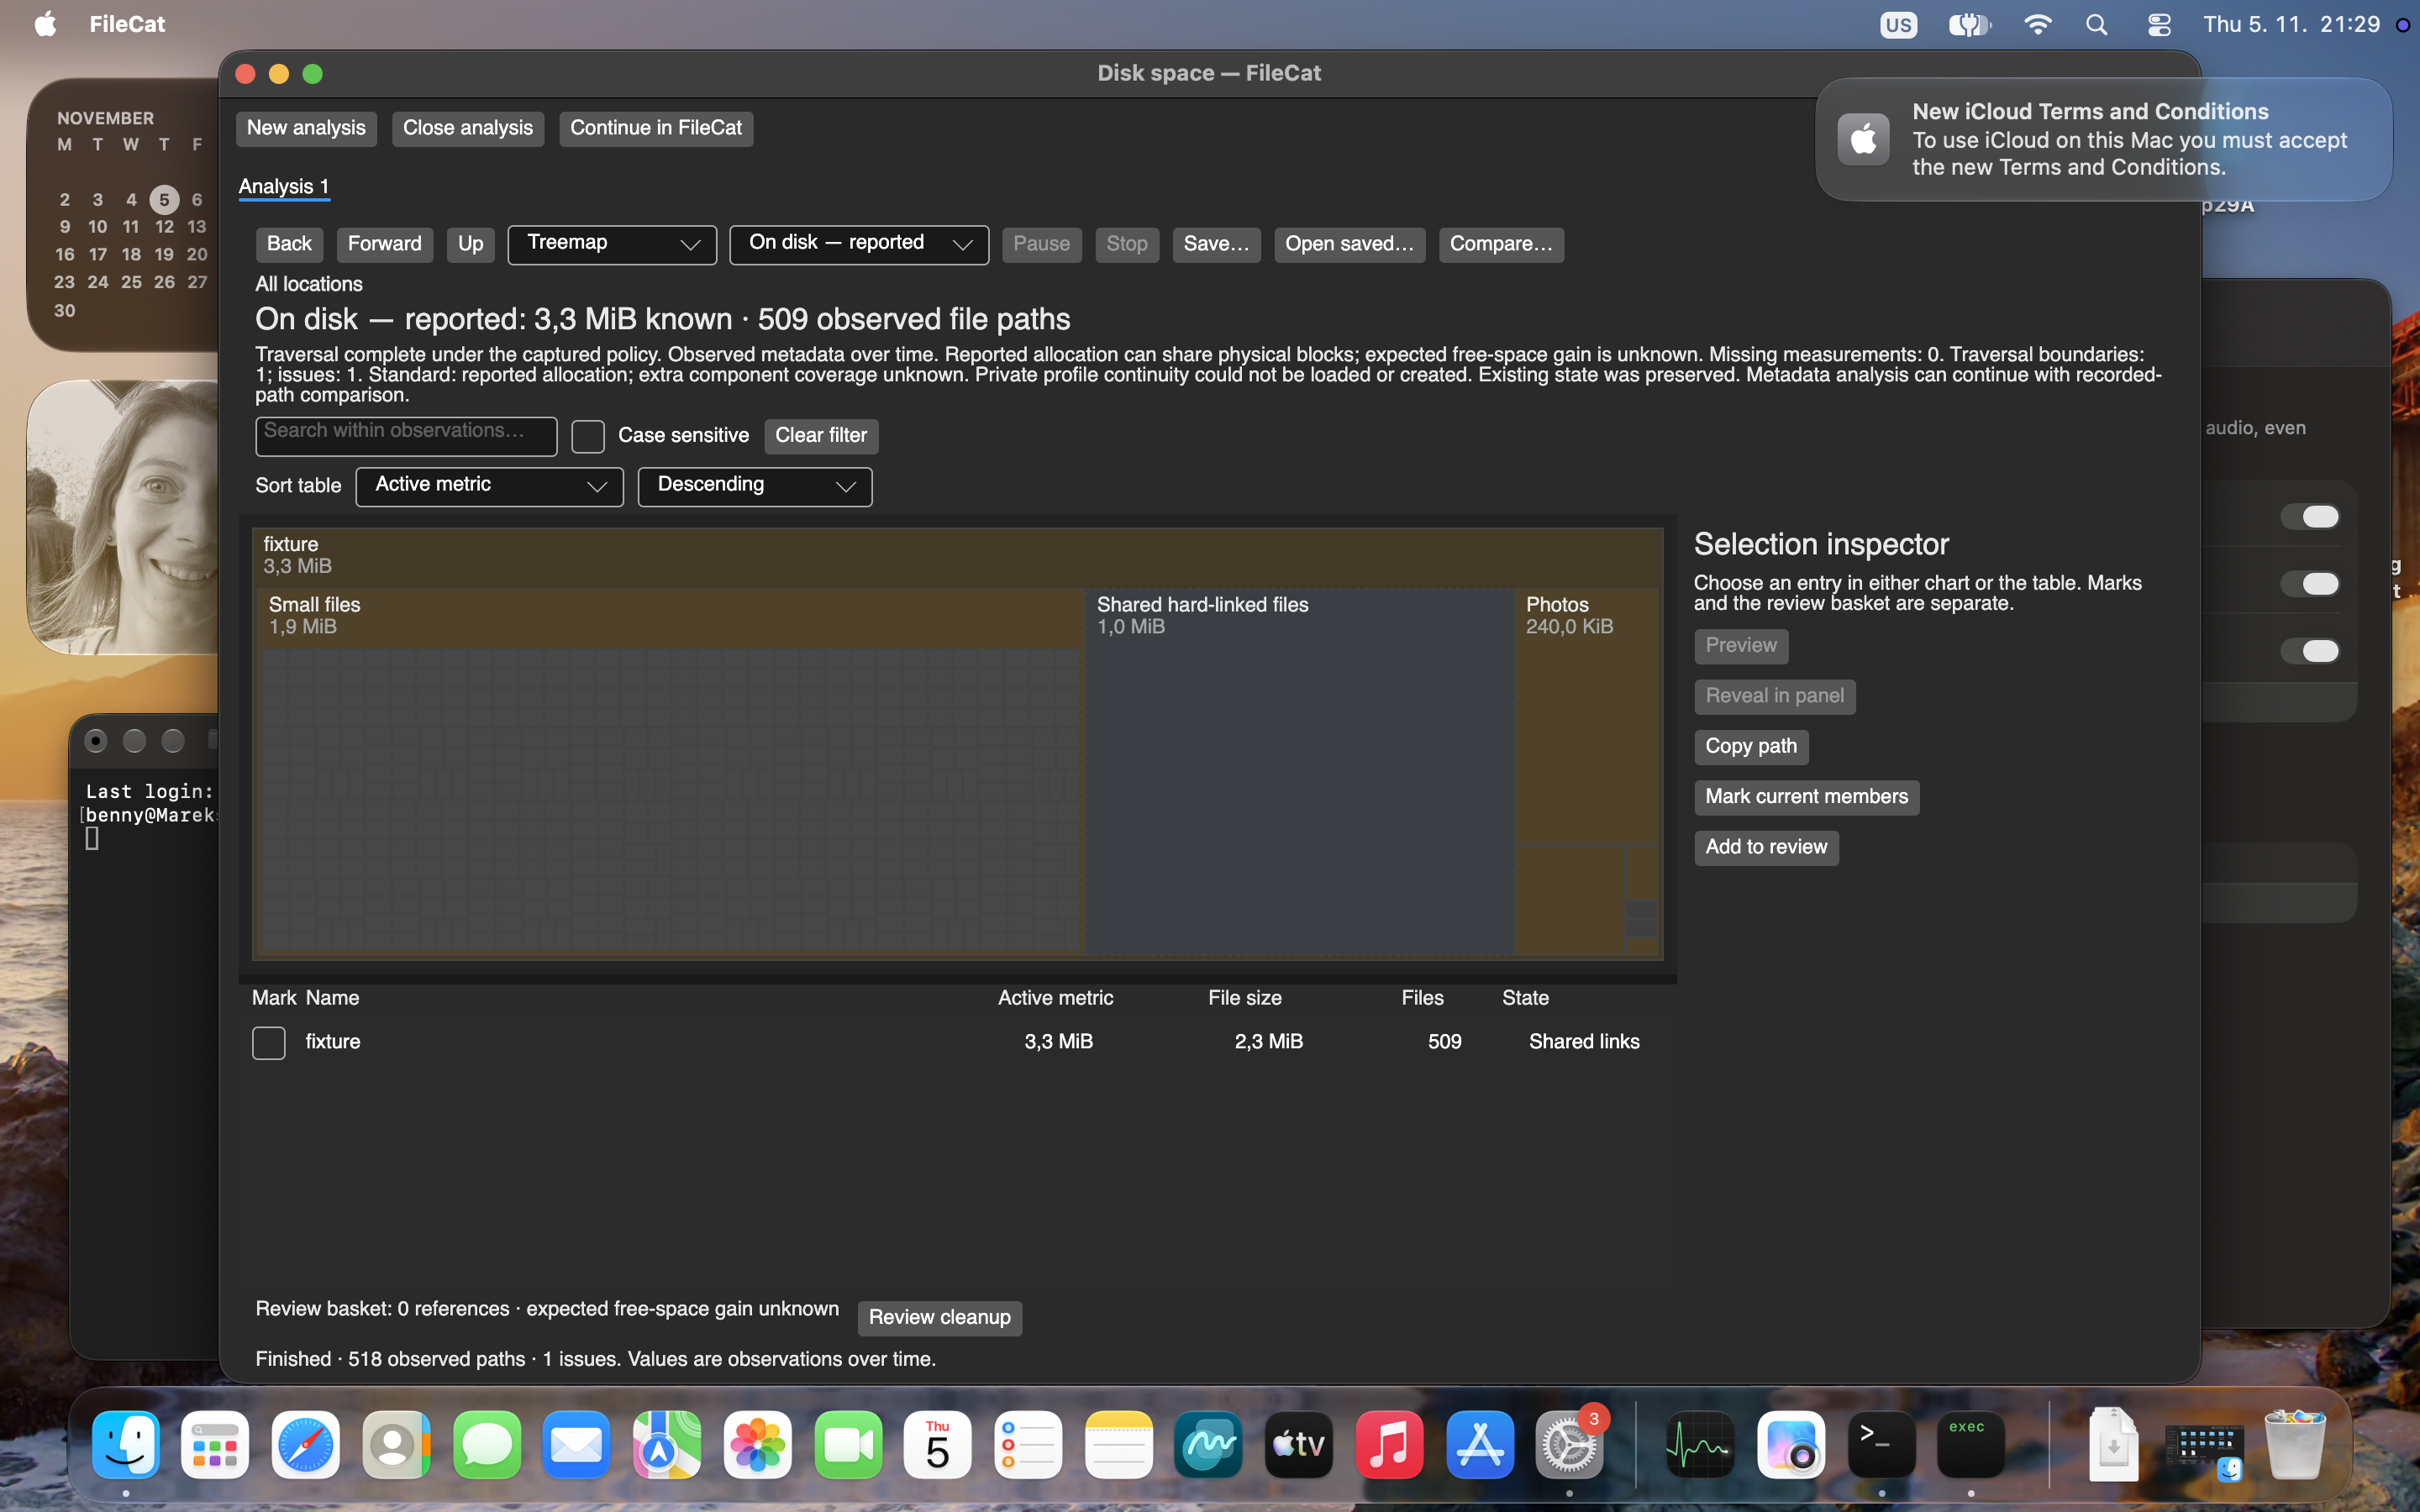 FileCat
US
Thu 5. 11. 21:29
Disk space — FileCat
New iCloud Terms and Conditions
To use iCloud on this Mac you must accept
the new Terms and Conditions.
NOVEMBER
M T W T F
2 3 4 5 6
9 10 11 12 13
16 17 18 19 20
23 24 25 26 27
30
New analysis
Close analysis
Continue in FileCat
Analysis 1
p29A
Back
Forward
Up
Treemap
On disk — reported
Pause
Stop
Save…
Open saved…
Compare…
All locations
On disk — reported: 3,3 MiB known · 509 observed file paths
Traversal complete under the captured policy. Observed metadata over time. Reported allocation can share physical blocks; expected free-space gain is unknown. Missing measurements: 0. Traversal boundaries:
1; issues: 1. Standard: reported allocation; extra component coverage unknown. Private profile continuity could not be loaded or created. Existing state was preserved. Metadata analysis can continue with recorded-
path comparison.
Search within observations…
Case sensitive
Clear filter
audio, even
Sort table
Active metric
Descending
fixture
3,3 MiB
Small files
1,9 MiB
Shared hard-linked files
1,0 MiB
Photos
240,0 KiB
Selection inspector
Choose an entry in either chart or the table. Marks
and the review basket are separate.
Preview
Reveal in panel
Copy path
Mark current members
Add to review
Last login:
[benny@Marek
Mark Name Active metric File size Files State
fixture 3,3 MiB 2,3 MiB 509 Shared links
Review basket: 0 references · expected free-space gain unknown
Review cleanup
Finished · 518 observed paths · 1 issues. Values are observations over time.
Thu
5
tv
3
>_
exec